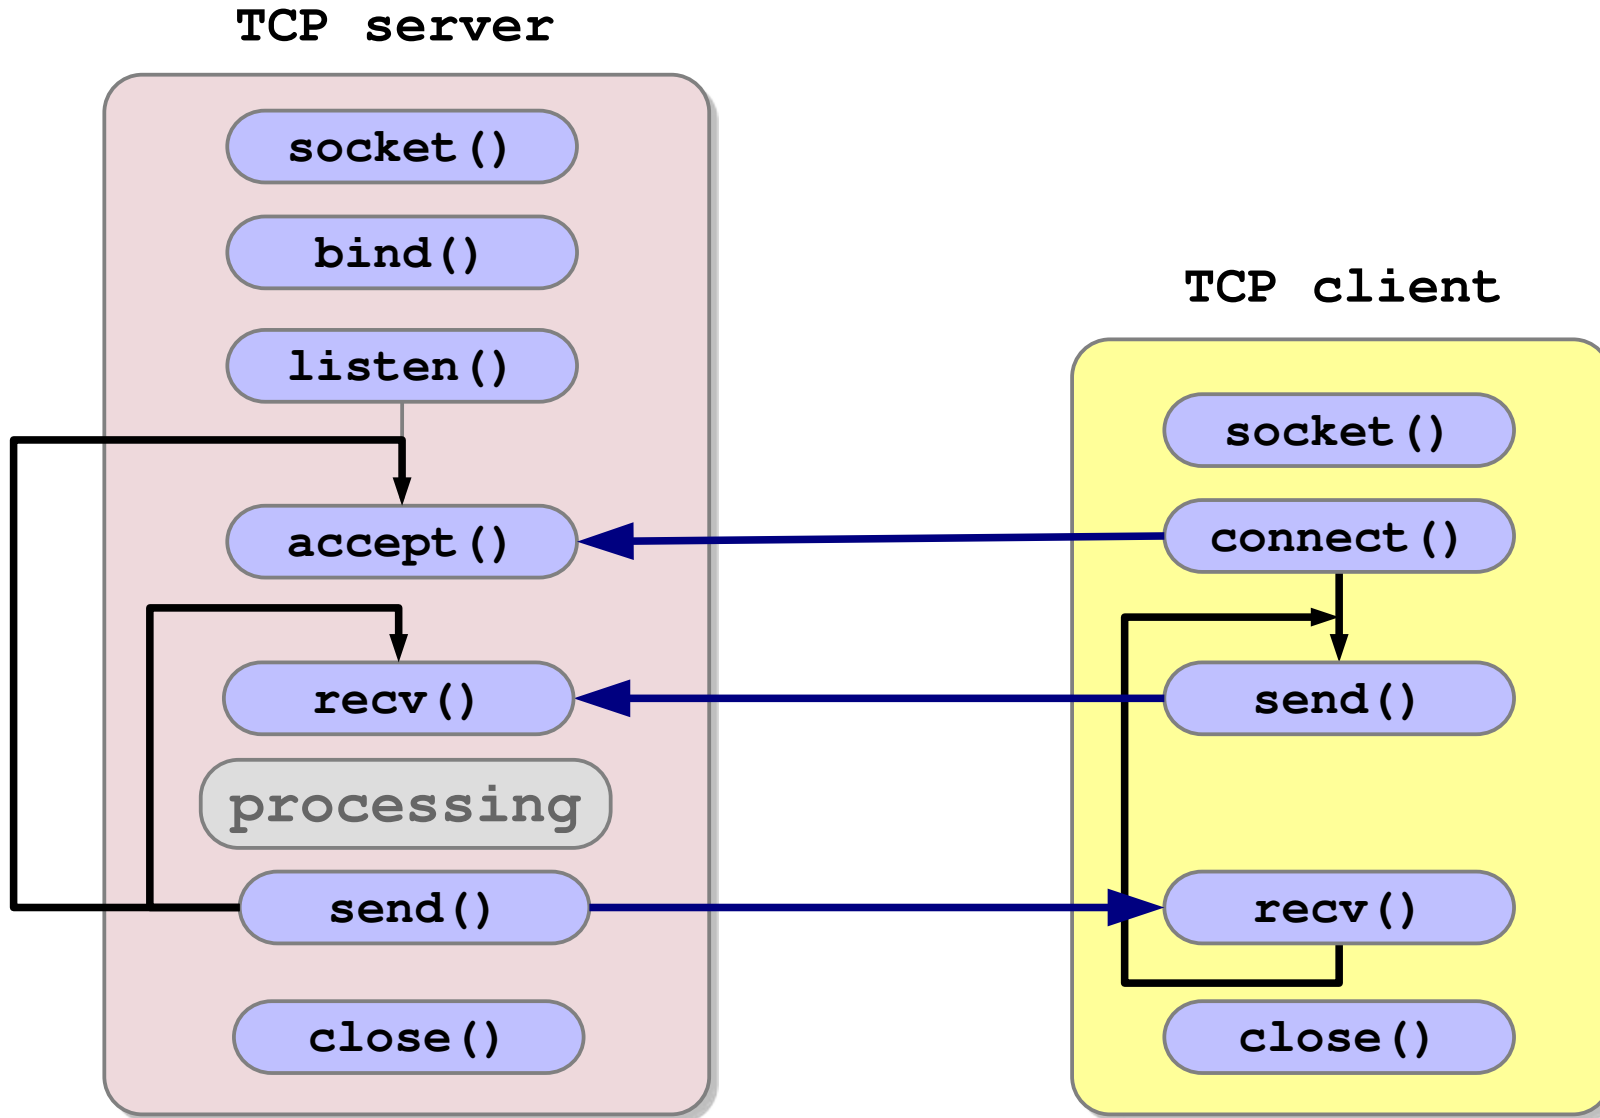 TCP server
socket()
bind()
listen()
accept()
recv()
processing
send()
close()
TCP client
socket()
connect()
send()
recv()
close()